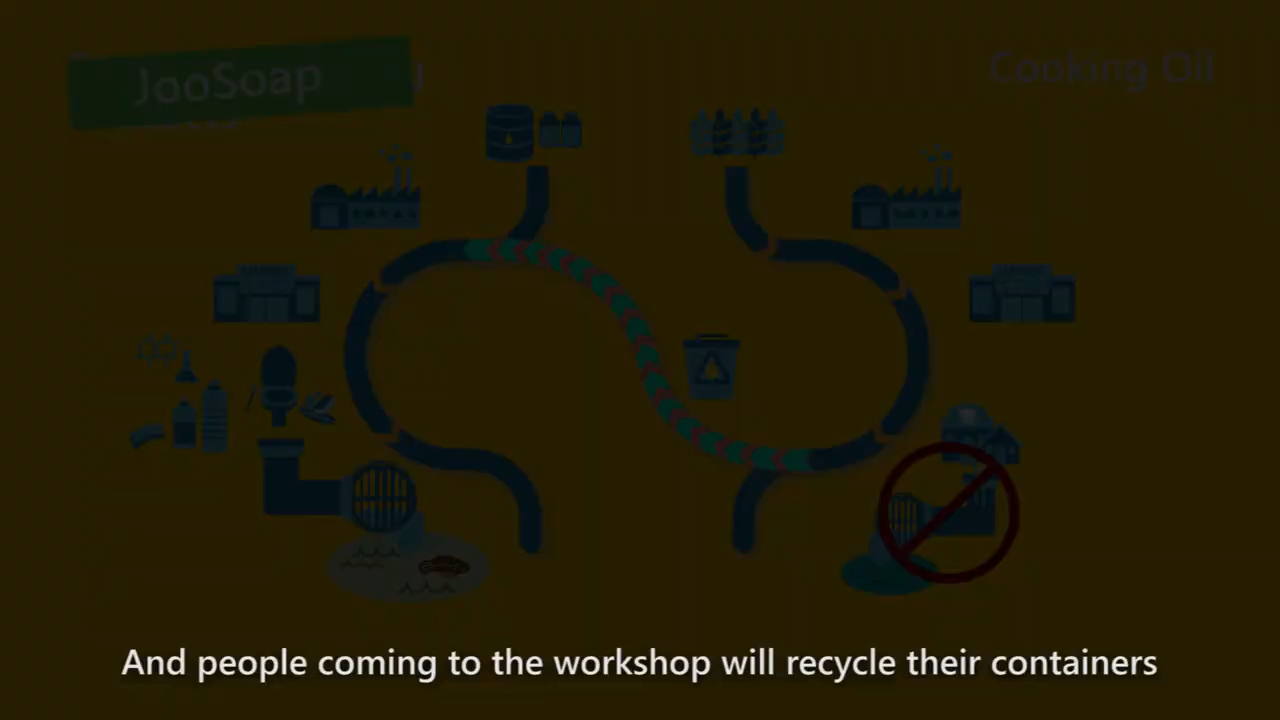 JooSoap
Cooking Oil
And people coming to the workshop will recycle their containers